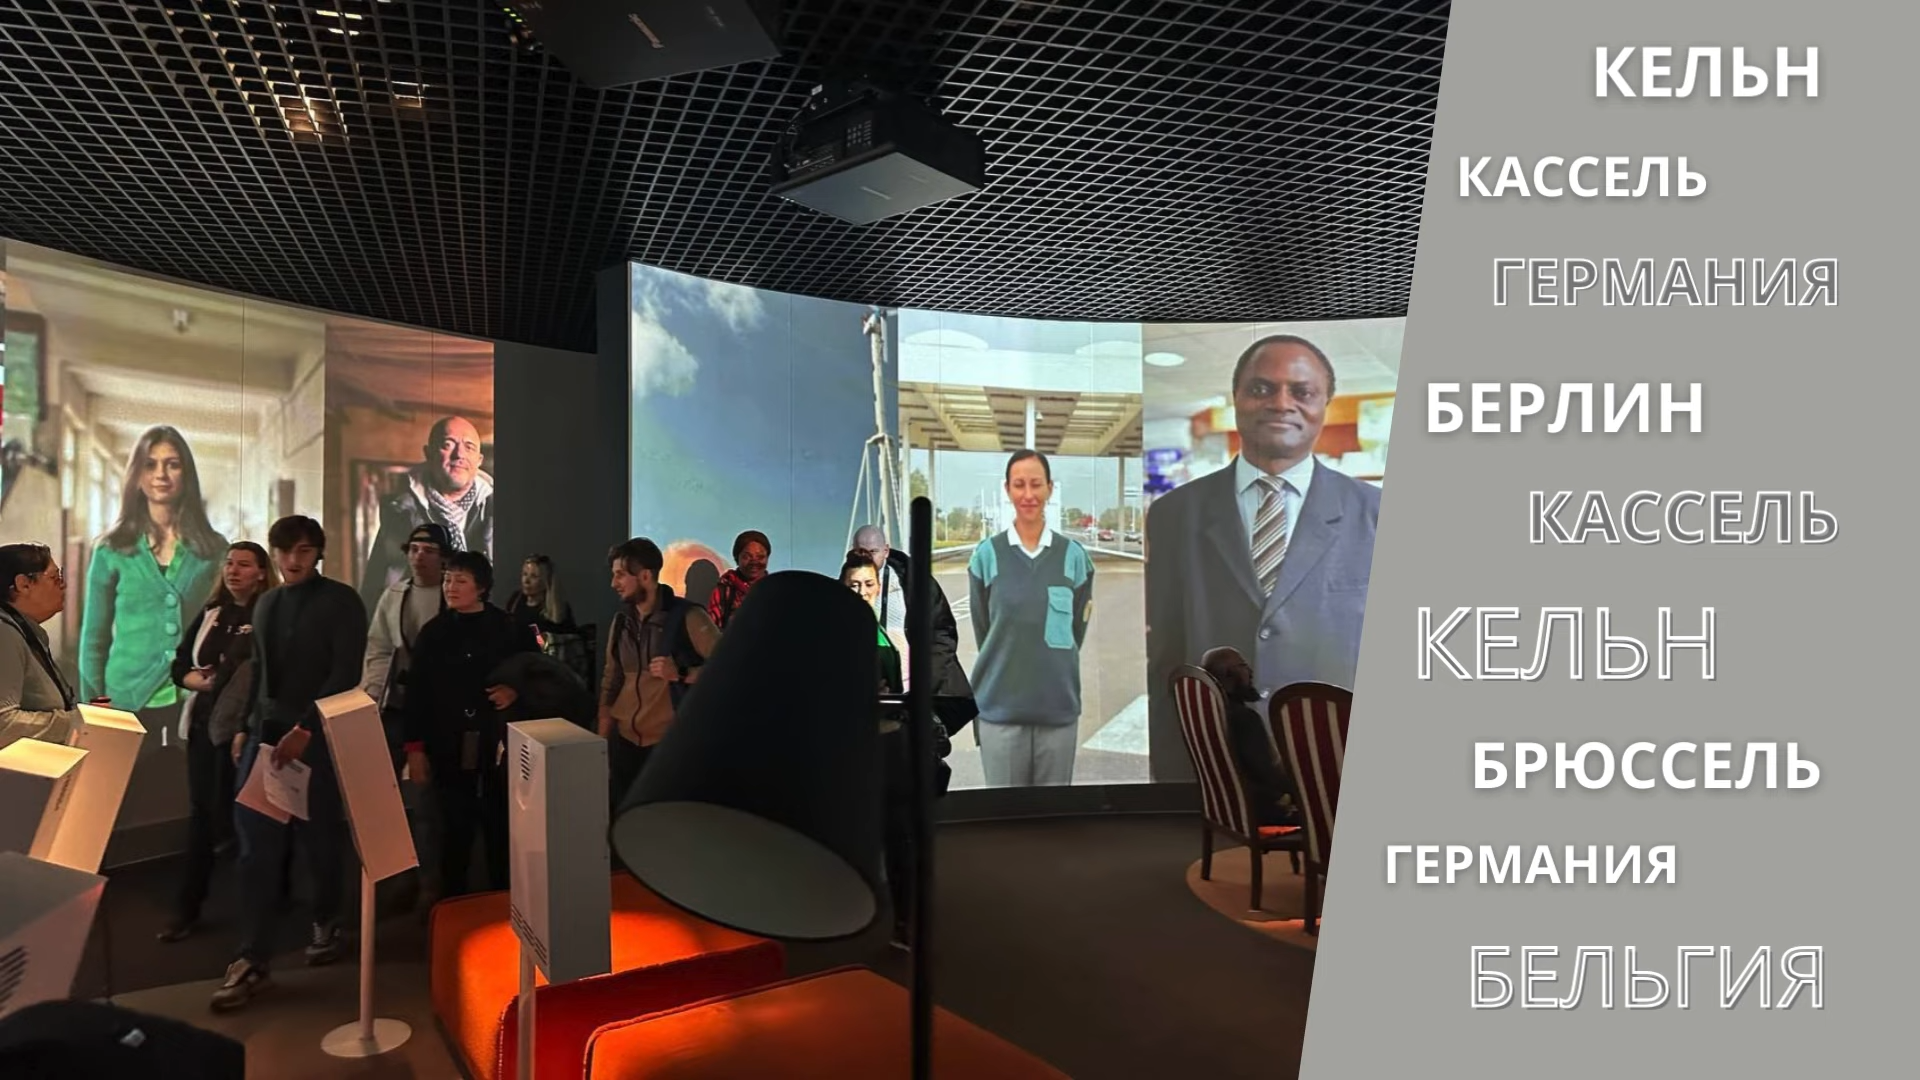 КЕЛЬН
КАССЕЛЬ
ГЕРМАНИЯ
БЕРЛИН
КАССЕЛЬ
КЕЛЬН
БРЮССЕЛЬ
ГЕРМАНИЯ
БЕЛЬГИЯ